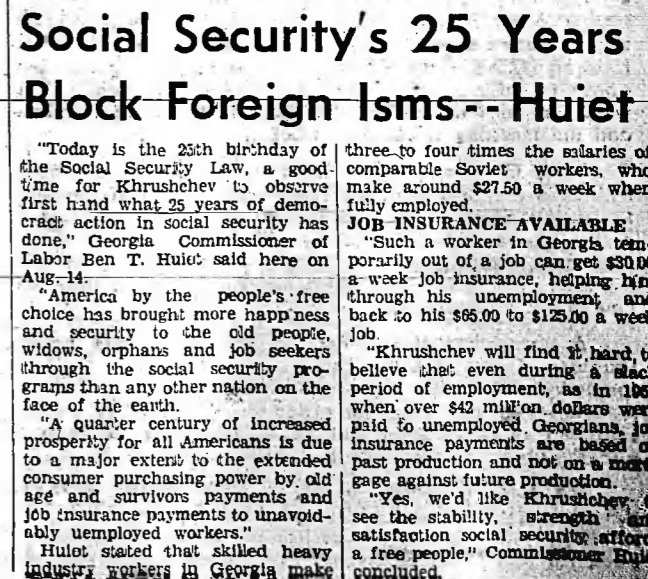 Social Security's 25 Years
Block Foreign Isms -- Huiet
"Today is the 25th birthday of
the Social Security Law, a good
time for Khrushchev to observe
first hand what 25 years of demo-
cratic action in social security has
done," Georgia Commissioner of
Labor Ben T. Huiet said here on
Aug. 14.
"America by the people's free
choice has brought more happiness
and security to the old people,
widows, orphans and job seekers
through the social security pro-
grams than any other nation on the
face of the earth.
"A quarter century of increased
prosperity for all Americans is due
to a major extent to the extended
consumer purchasing power by old
age and survivors payments and
job insurance payments to unavoid-
ably uemployed workers."
Huiet stated that skilled heavy
industry workers in Georgia make
three to four times the salaries of
comparable Soviet workers, who
make around $27.50 a week when
fully employed.
JOB INSURANCE AVAILABLE
"Such a worker in Georgia tem-
porarily out of a job can get $30.00
a week job insurance, helping him
through his unemployment and
back to his $65.00 to $125.00 a week
job.
"Khrushchev will find it hard to
believe that even during a slack
period of employment, as in
when over $42 million dollars were
paid to unemployed Georgians, job
insurance payments are based on
past production and not on a mort-
gage against future production.
"Yes, we'd like Khrushchev to
see the stability, strength and
satisfaction social security afford
a free people," Commissioner Huiet
concluded.